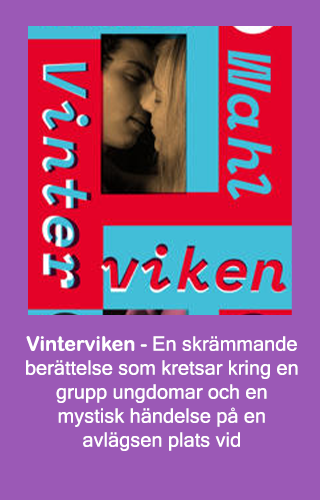 Wahl
Vinter
viken
Vinterviken - En skrämmande
berättelse som kretsar kring en
grupp ungdomar och en
mystisk händelse på en
avlägsen plats vid